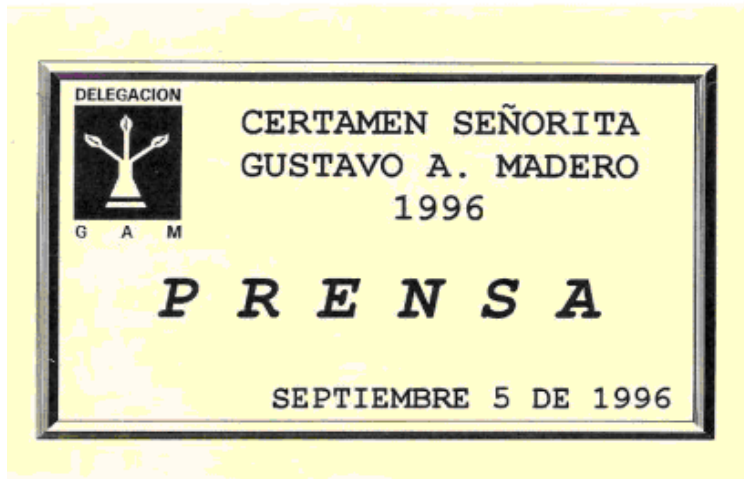 DELEGACION
G A M
CERTAMEN SEÑORITA
GUSTAVO A. MADERO
1996
PRENSA
SEPTIEMBRE 5 DE 1996